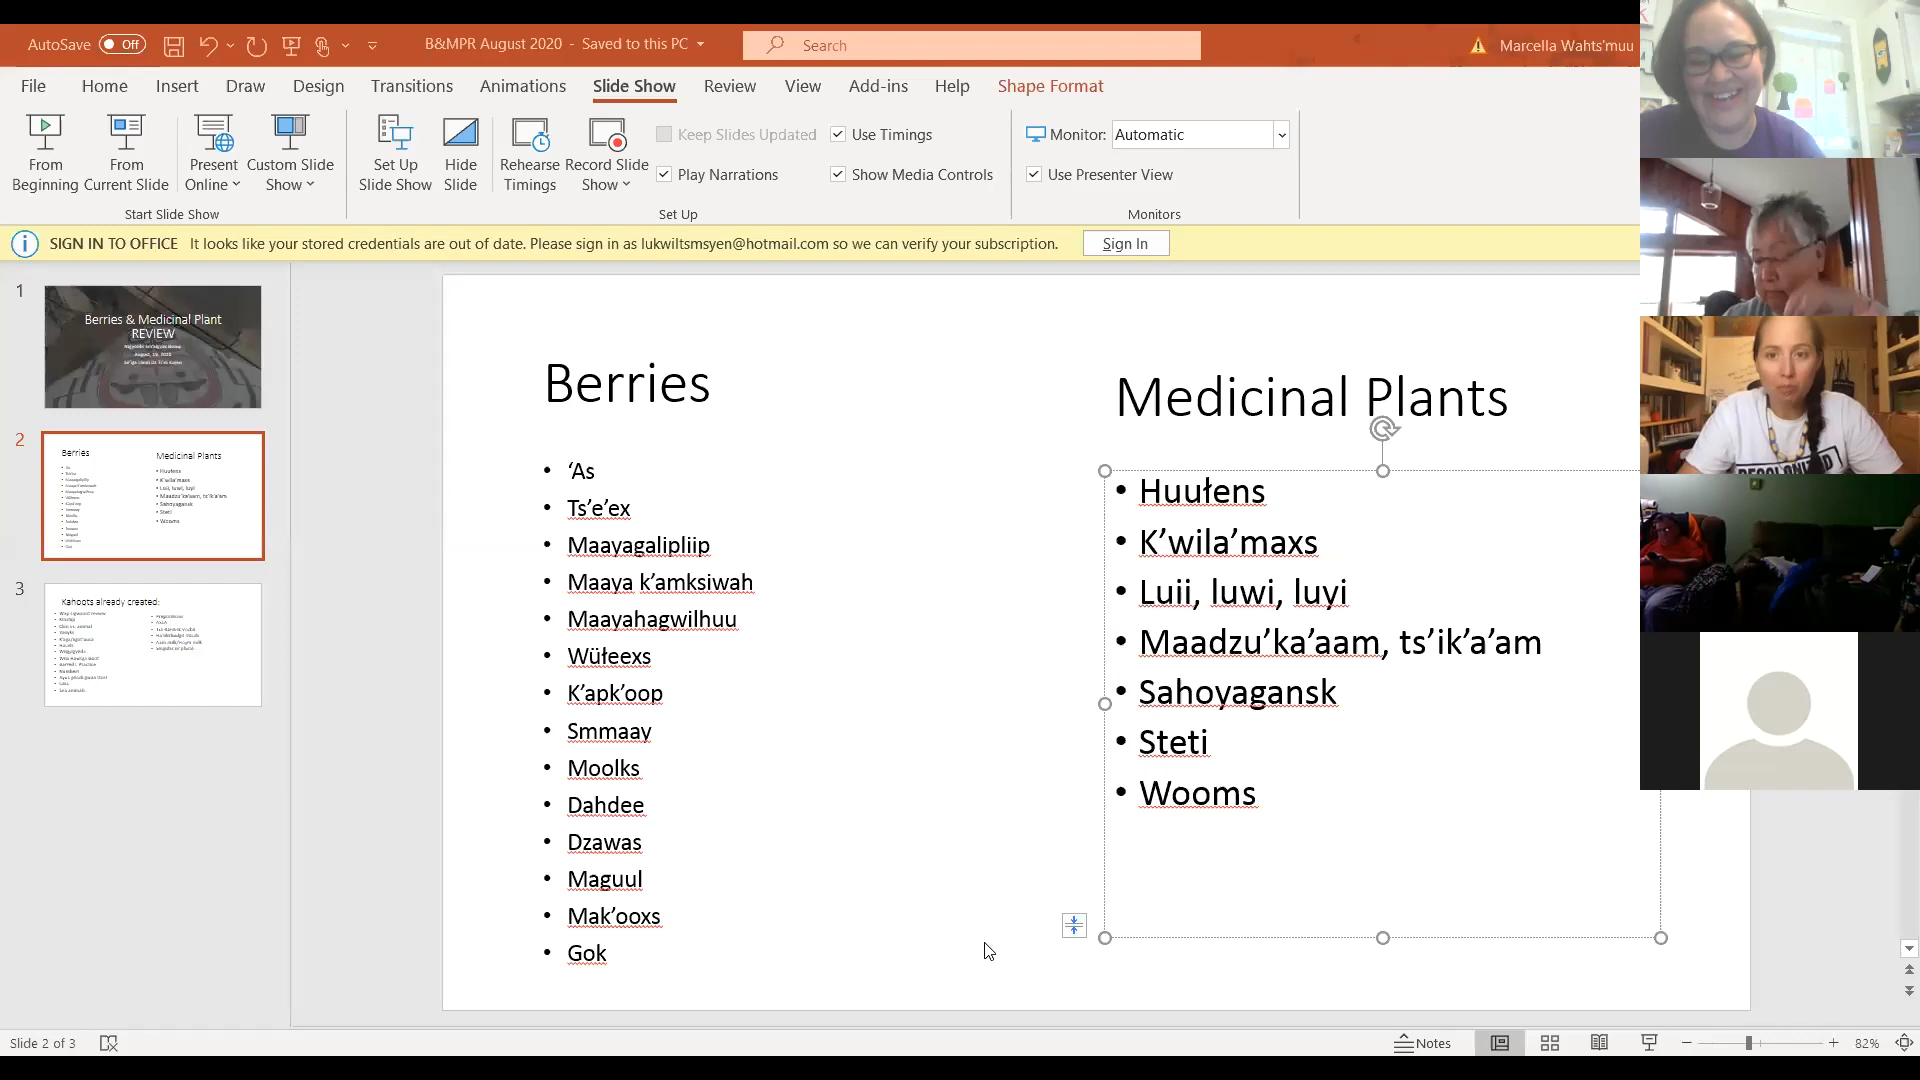 AutoSave Off
B&MPR August 2020 - Saved to this PC
Search
Marcella Wahts'muu
File Home Insert Draw Design Transitions Animations Slide Show Review View Add-ins Help Shape Format
From Beginning
From Current Slide
Present Online
Custom Slide Show
Start Slide Show
Set Up Slide Show
Hide Slide
Rehearse Timings
Record Slide Show
Keep Slides Updated
Use Timings
Play Narrations
Show Media Controls
Set Up
Monitor: Automatic
Use Presenter View
Monitors
SIGN IN TO OFFICE It looks like your stored credentials are out of date. Please sign in as lukwiltsmsyen@hotmail.com so we can verify your subscription. Sign In
1
Berries & Medicinal Plant
REVIEW
2
Berries
Medicinal Plants
3
Kahoots already created:
Berries
• ‘As
• Ts’e’ex
• Maayagalipliip
• Maaya k’amksiwah
• Maayahagwilhuu
• Wüłeexs
• K’apk’oop
• Smmaay
• Moolks
• Dahdee
• Dzawas
• Maguul
• Mak’ooxs
• Gok
Medicinal Plants
• Huułens
• K’wila’maxs
• Luii, luwi, luyi
• Maadzu’ka’aam, ts’ik’a’am
• Sahoyagansk
• Steti
• Wooms
Slide 2 of 3
Notes
82%